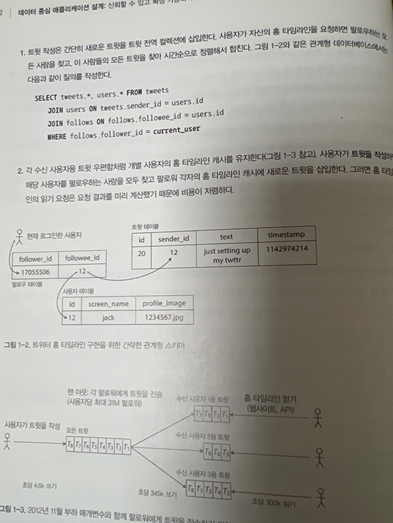 데이터 중심 애플리케이션 설계: 신뢰할 수 있고
1. 트윗 작성은 간단히 새로운 트윗을 트윗 전역 컬렉션에 삽입한다. 사용자가 자신의 홈 타임라인을 요청하면 팔로우하는
든 사람을 찾고, 이 사람들의 모든 트윗을 찾아 시간순으로 정렬해서 합친다. 그림 1-2와 같은 관계형 데이터베이스에서는
다음과 같이 질의를 작성한다.
SELECT tweets.*, users.* FROM tweets
JOIN users ON tweets.sender_id = users.id
JOIN follows ON follows.followee_id = users.id
WHERE follows.follower_id = current_user
2. 각 수신 사용자용 트윗 우편함처럼 개별 사용자의 홈 타임라인 캐시를 유지한다(그림 1-3 참고). 사용자가 트윗을 작성하
해당 사용자를 팔로우하는 사람을 모두 찾고 팔로워 각자의 홈 타임라인 캐시에 새로운 트윗을 삽입한다. 그러면 홈 타임
인의 읽기 요청은 요청 결과를 미리 계산했기 때문에 비용이 저렴하다.
현재 로그인한 사용자
트윗 테이블
id sender_id text timestamp
20 12 just setting up my twttr 1142974214
follower_id followee_id
17055506 12
팔로우 테이블
사용자 테이블
id screen_name profile_image
12 jack 1234567.jpg
그림 1-2. 트위터 홈 타임라인 구현을 위한 간략한 관계형 스키마
팬 아웃: 각 팔로워에게 트윗을 전송
(사용자당 최대 31M 팔로워)
수신 사용자 1용 트윗
홈 타임라인 읽기
(웹사이트, API)
사용자가 트윗을 작성
모든 트윗
T8 T7 T6 T5 T4 T3 T2 T1
수신 사용자 2용 트윗
수신 사용자 3용 트윗
초당 4.6k 쓰기
초당 345k 쓰기
초당 300k 읽기
그림 1-3. 2012년 11월 부하 매개변수와 함께 팔로워에게 트윗을